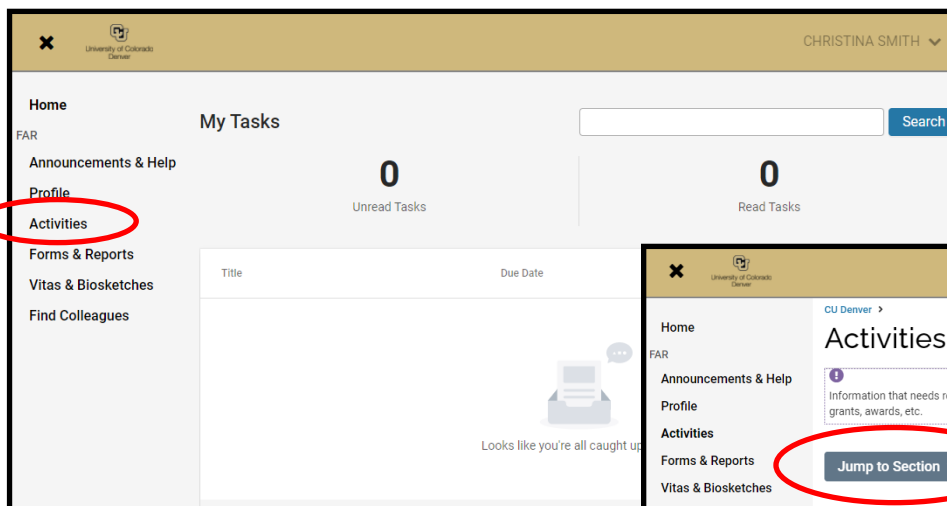 University of Colorado
Denver
CHRISTINA SMITH
Home
FAR
Announcements & Help
Profile
Activities
Forms & Reports
Vitas & Biosketches
Find Colleagues
My Tasks
Search
0
Unread Tasks
0
Read Tasks
Title
Due Date
Looks like you're all caught up
University of Colorado
Denver
Home
FAR
Announcements & Help
Profile
Activities
Forms & Reports
Vitas & Biosketches
CU Denver >
Activities
Information that needs
grants, awards, etc.
Jump to Section